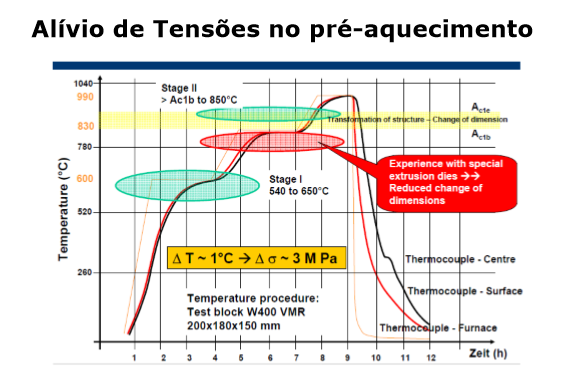 Alívio de Tensões no pré-aquecimento
1040
990
830
780
600
520
260
Temperature (°C)
Stage II
> Ac1b to 850°C
Ac1e
Transformation of structure – Change of dimension
Ac1b
Experience with special
extrusion dies →→
Reduced change of
dimensions
Stage I
540 to 650°C
Δ T ~ 1°C → Δ σ ~ 3 M Pa
Thermocouple - Centre
Thermocouple - Surface
Temperature procedure:
Test block W400 VMR
200x180x150 mm
Thermocouple - Furnace
1 2 3 4 5 6 7 8 9 10 11 12 Zeit (h)